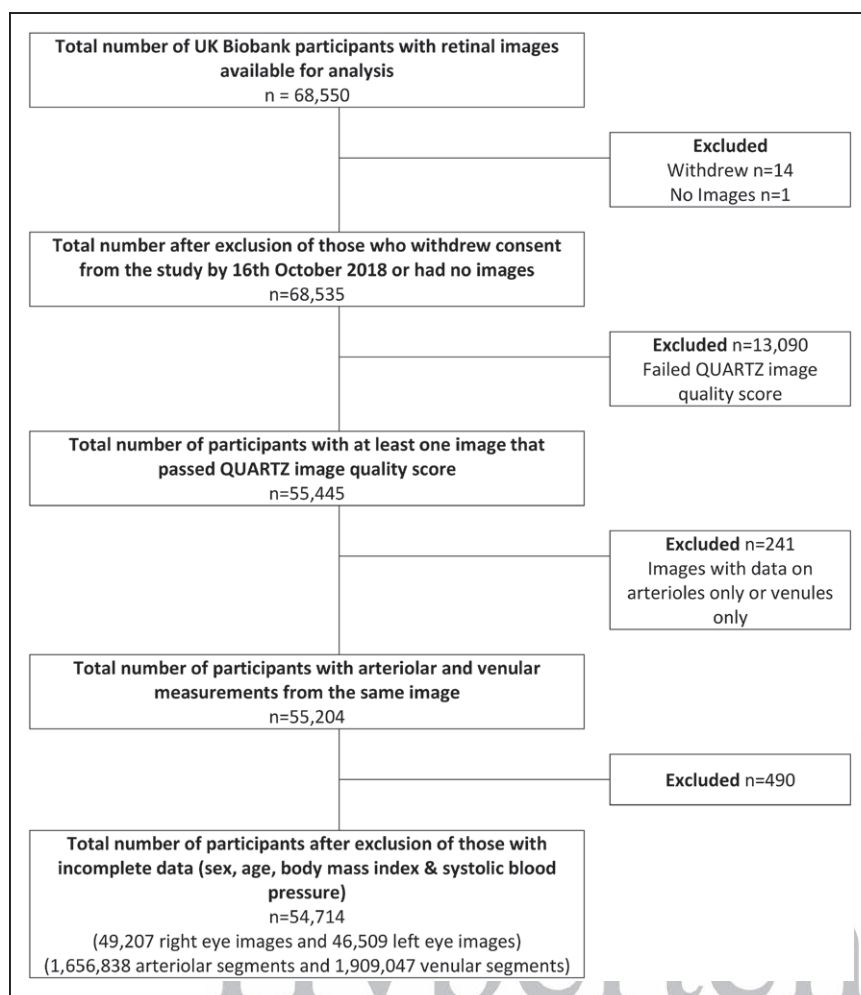 Total number of UK Biobank participants with retinal images
available for analysis
n = 68,550
Excluded
Withdrew n=14
No Images n=1
Total number after exclusion of those who withdrew consent
from the study by 16th October 2018 or had no images
n=68,535
Excluded n=13,090
Failed QUARTZ image
quality score
Total number of participants with at least one image that
passed QUARTZ image quality score
n=55,445
Excluded n=241
Images with data on
arterioles only or venules
only
Total number of participants with arteriolar and venular
measurements from the same image
n=55,204
Excluded n=490
Total number of participants after exclusion of those with
incomplete data (sex, age, body mass index & systolic blood
pressure)
n=54,714
(49,207 right eye images and 46,509 left eye images)
(1,656,838 arteriolar segments and 1,909,047 venular segments)